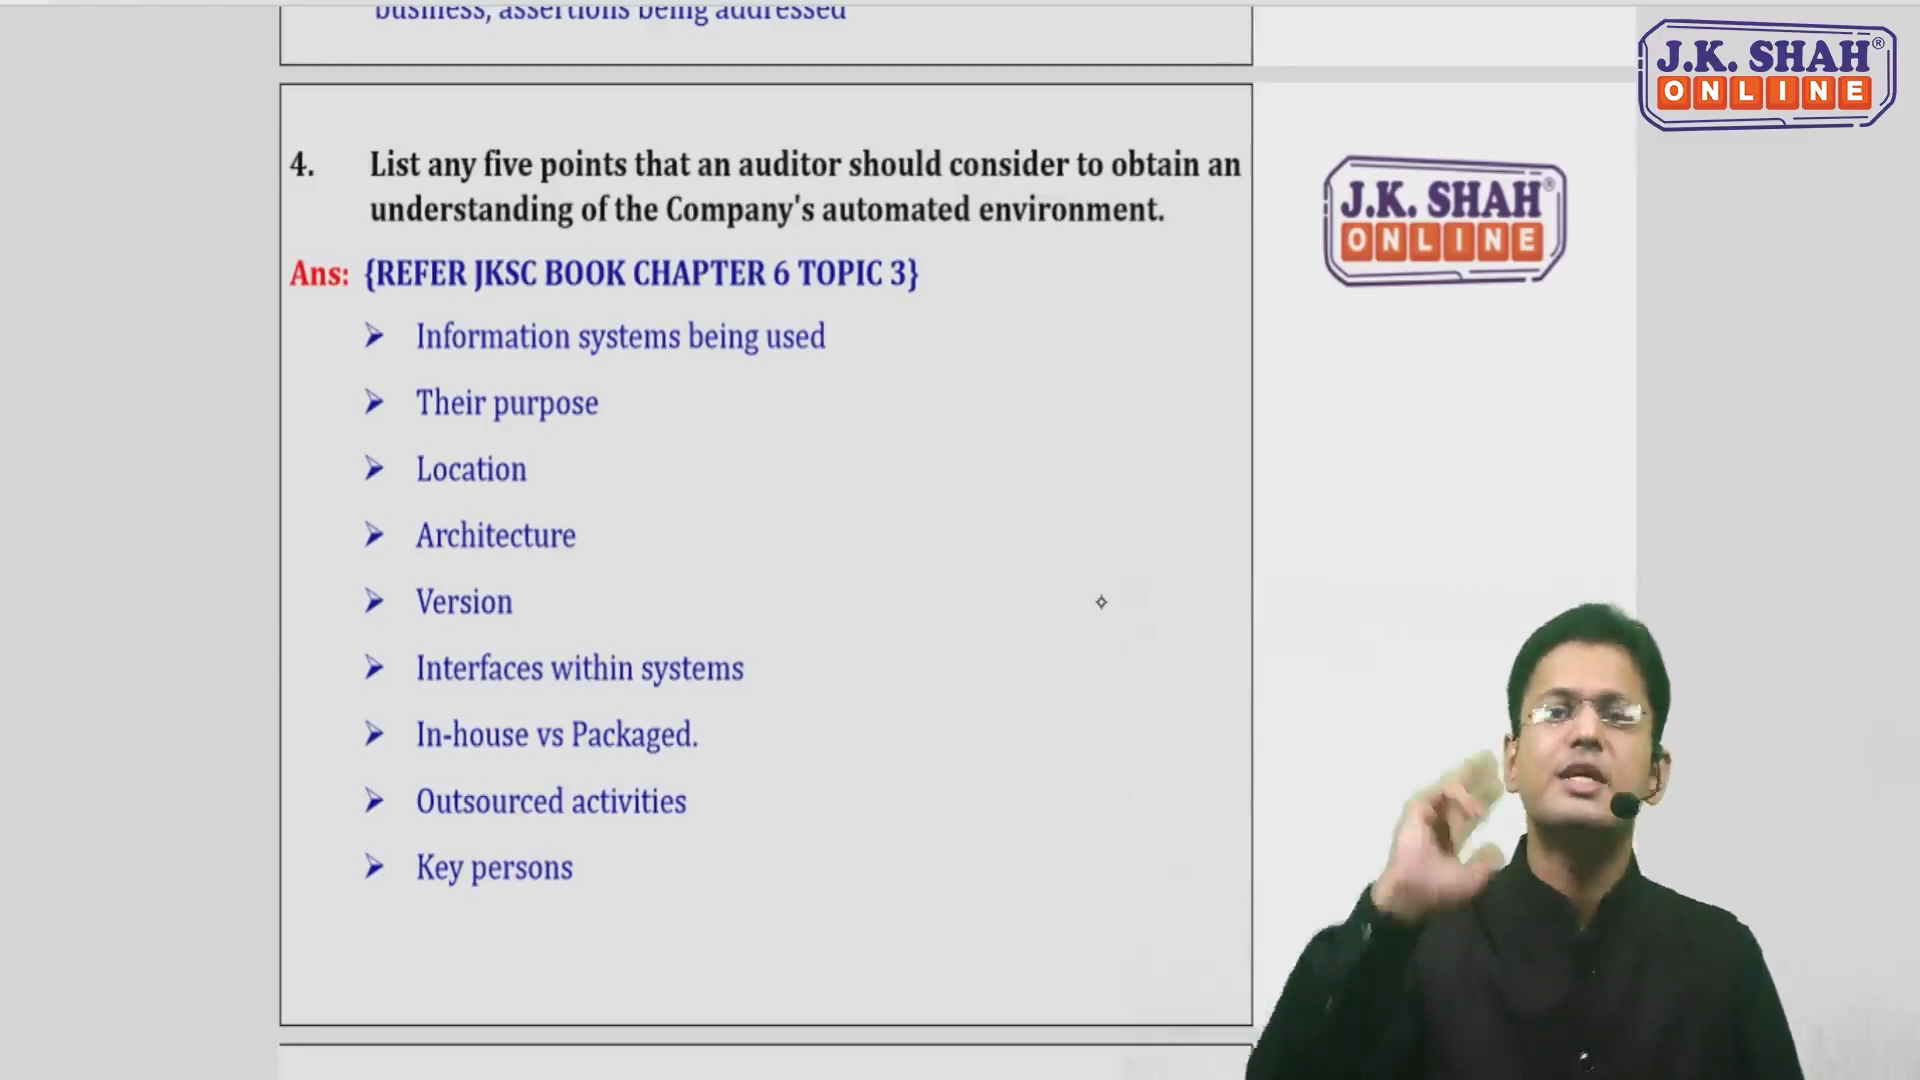 business, assertions being addressed
J.K. SHAH®
ONLINE
4. List any five points that an auditor should consider to obtain an
understanding of the Company's automated environment.
J.K. SHAH®
ONLINE
Ans: {REFER JKSC BOOK CHAPTER 6 TOPIC 3}
➤ Information systems being used
➤ Their purpose
➤ Location
➤ Architecture
➤ Version
➤ Interfaces within systems
➤ In-house vs Packaged.
➤ Outsourced activities
➤ Key persons